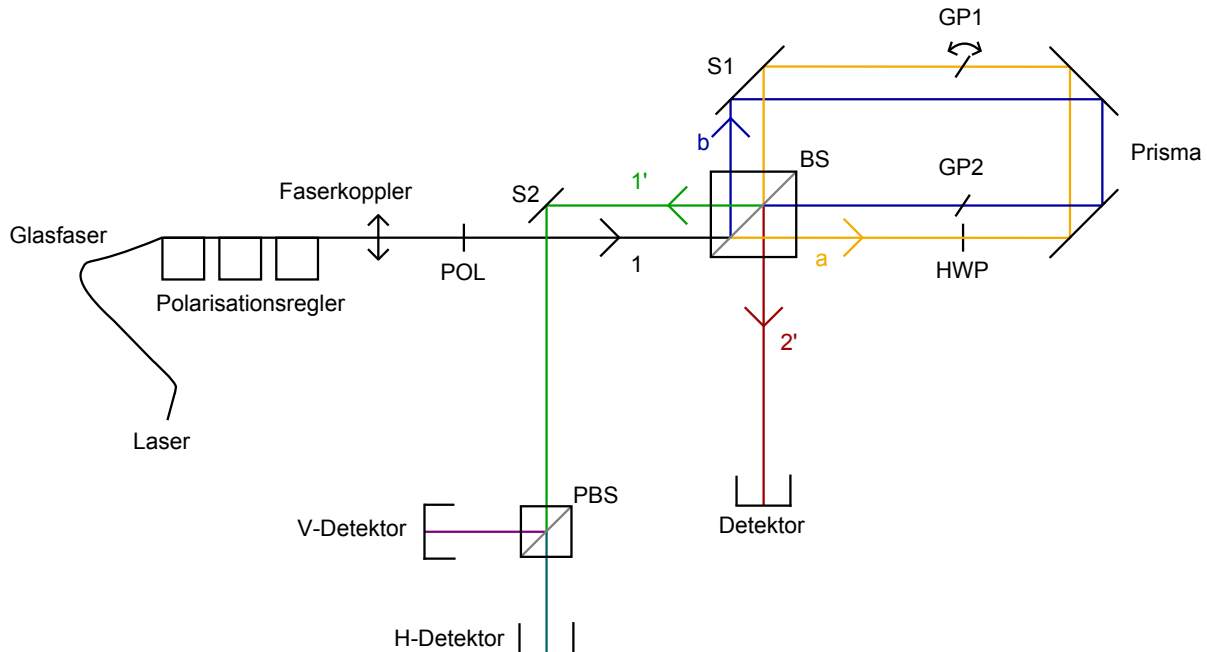 GP1
S1
b
BS
GP2
Prisma
Faserkoppler
S2
1'
Glasfaser
POL
1
a
HWP
Polarisationsregler
2'
Laser
PBS
V-Detektor
Detektor
H-Detektor